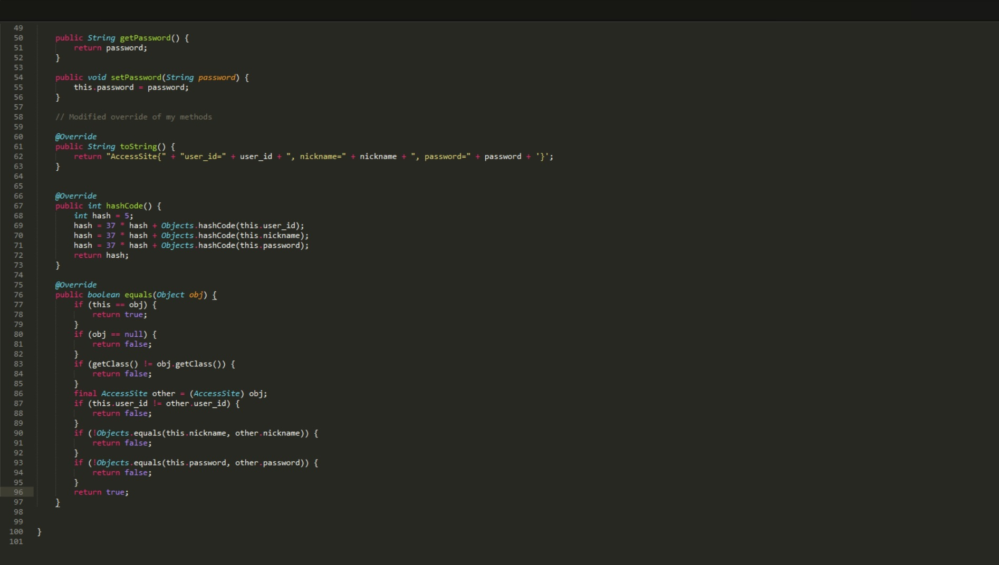 49
50 public String getPassword() {
51 return password;
52 }
53
54 public void setPassword(String password) {
55 this.password = password;
56 }
57
58 // Modified override of my methods
59
60 @Override
61 public String toString() {
62 return "AccessSite{" + "user_id=" + user_id + ", nickname=" + nickname + ", password=" + password + '}';
63 }
64
65
66 @Override
67 public int hashCode() {
68 int hash = 5;
69 hash = 37 * hash + Objects.hashCode(this.user_id);
70 hash = 37 * hash + Objects.hashCode(this.nickname);
71 hash = 37 * hash + Objects.hashCode(this.password);
72 return hash;
73 }
74
75 @Override
76 public boolean equals(Object obj) {
77 if (this == obj) {
78 return true;
79 }
80 if (obj == null) {
81 return false;
82 }
83 if (getClass() != obj.getClass()) {
84 return false;
85 }
86 final AccessSite other = (AccessSite) obj;
87 if (this.user_id != other.user_id) {
88 return false;
89 }
90 if (!Objects.equals(this.nickname, other.nickname)) {
91 return false;
92 }
93 if (!Objects.equals(this.password, other.password)) {
94 return false;
95 }
96 return true;
97 }
98
99
100 }
101